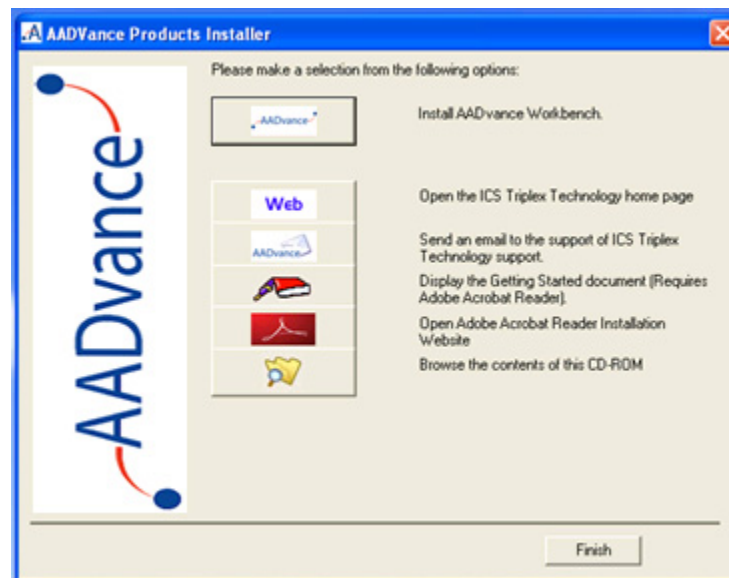 AADVance Products Installer
Please make a selection from the following options:
AADvance
Install AADvance Workbench.
Web
Open the ICS Triplex Technology home page
AADvance
Send an email to the support of ICS Triplex
Technology support.
Display the Getting Started document (Requires
Adobe Acrobat Reader).
Open Adobe Acrobat Reader Installation
Website
Browse the contents of this CD-ROM
AADvance
Finish